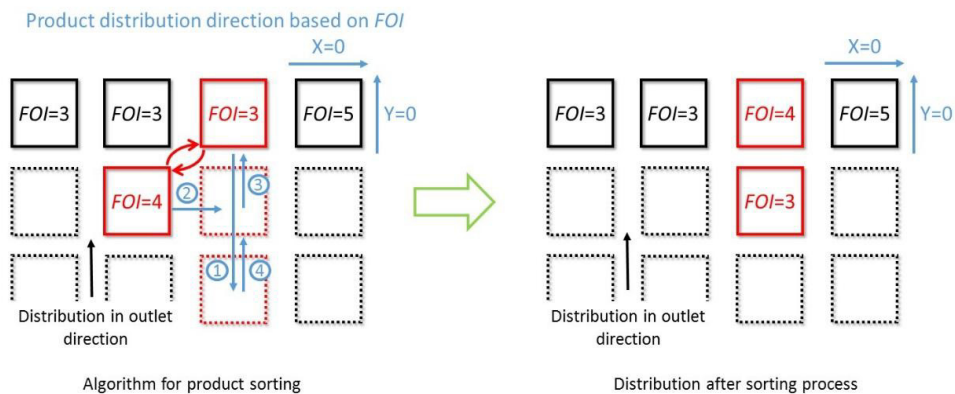 Product distribution direction based on FOI
X=0
X=0
FOI=3
FOI=3
FOI=3
FOI=5
Y=0
FOI=3
FOI=3
FOI=4
FOI=5
Y=0
FOI=4
②
③
FOI=3
①
④
Distribution in outlet
direction
Distribution in outlet
direction
Algorithm for product sorting
Distribution after sorting process